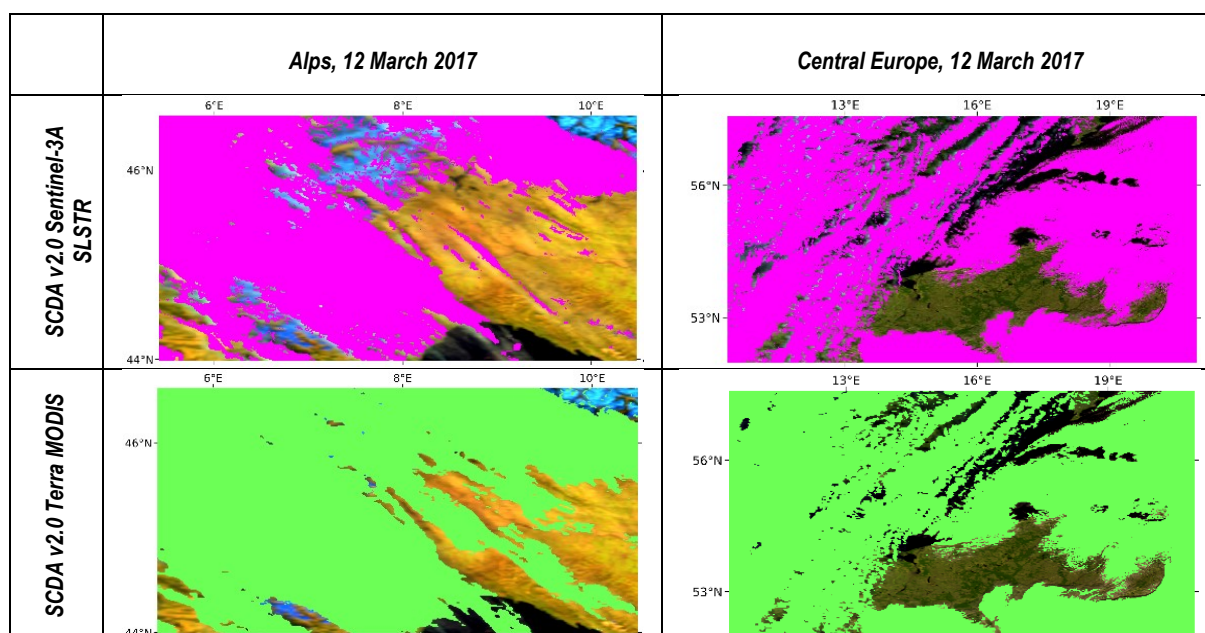 Alps, 12 March 2017
Central Europe, 12 March 2017
SCDA v2.0 Sentinel-3A
SLSTR
6°E
8°E
10°E
46°N
44°N
13°E
16°E
19°E
56°N
53°N
SCDA v2.0 Terra MODIS
6°E
8°E
10°E
46°N
44°N
13°E
16°E
19°E
56°N
53°N